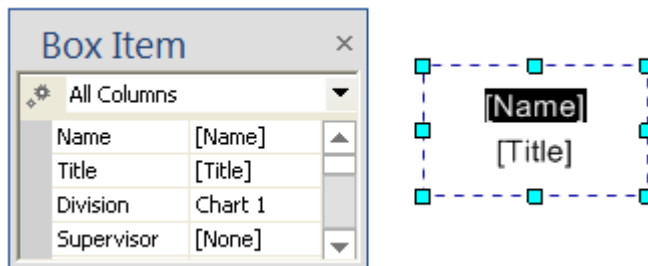 Box Item
All Columns
Name [Name]
Title [Title]
Division Chart 1
Supervisor [None]
[Name]
[Title]